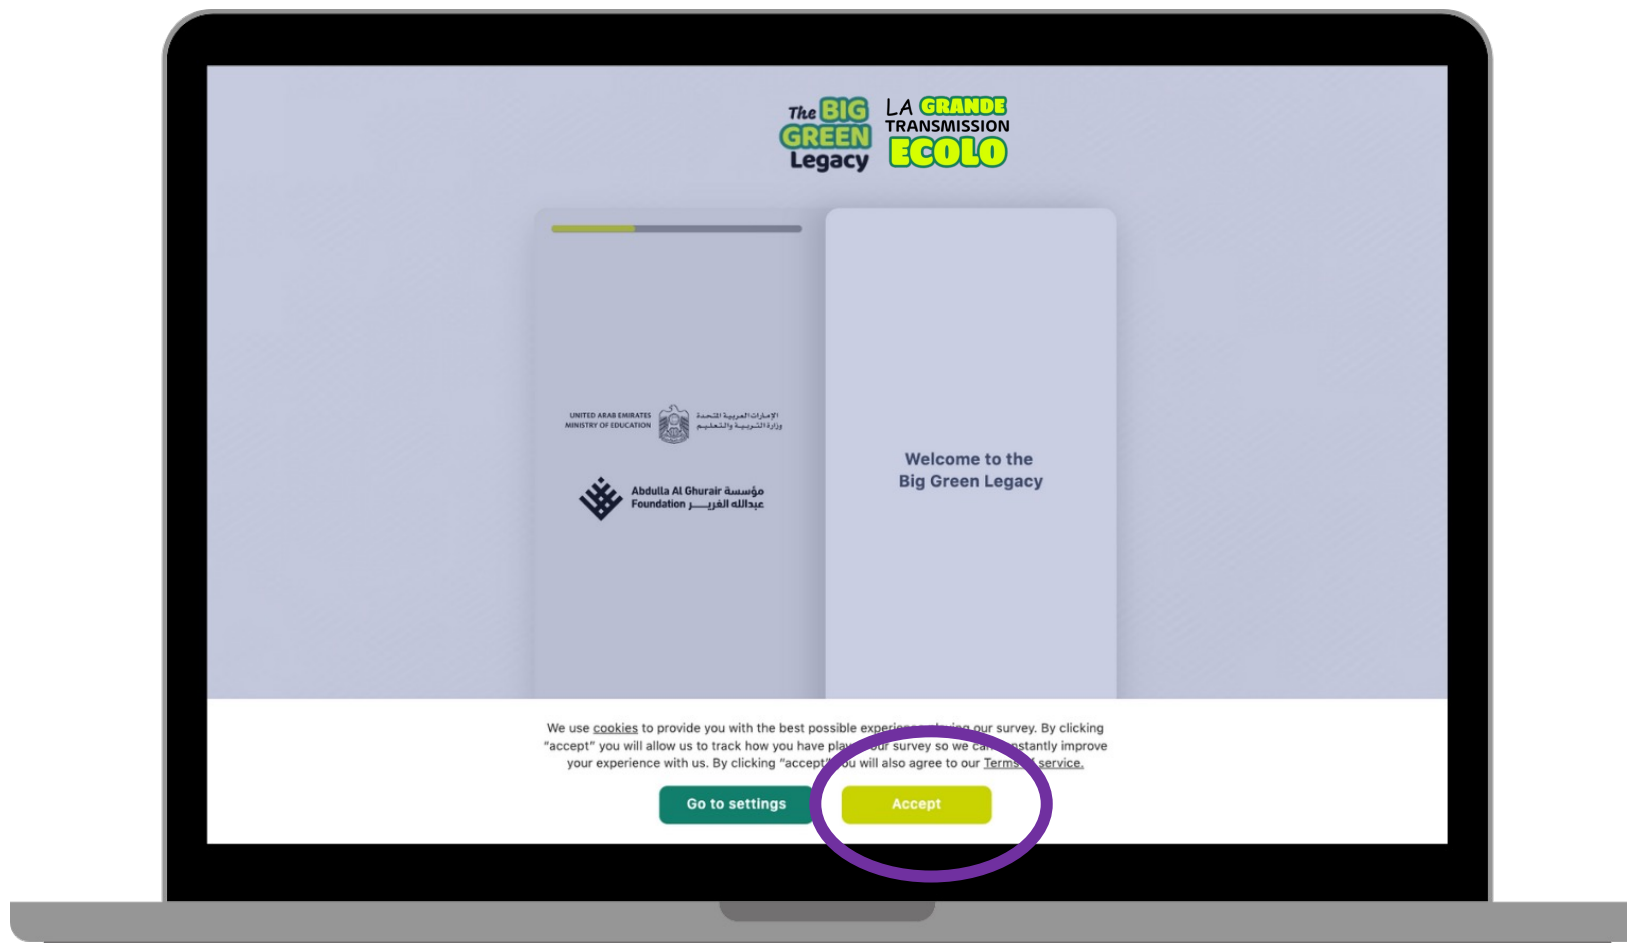 The BIG
GREEN
Legacy
LA GRANDE
TRANSMISSION
ECOLO
UNITED ARAB EMIRATES
MINISTRY OF EDUCATION
الإمارات العربية المتحدة
وزارة التربية والتعليم
Abdulla Al Ghurair مؤسسة
Foundation عبدالله الغرير
Welcome to the
Big Green Legacy
We use cookies to provide you with the best possible experience our survey. By clicking
"accept" you will allow us to track how you have our survey so we can constantly improve
your experience with us. By clicking "accept" you will also agree to our Terms of service.
Go to settings
Accept